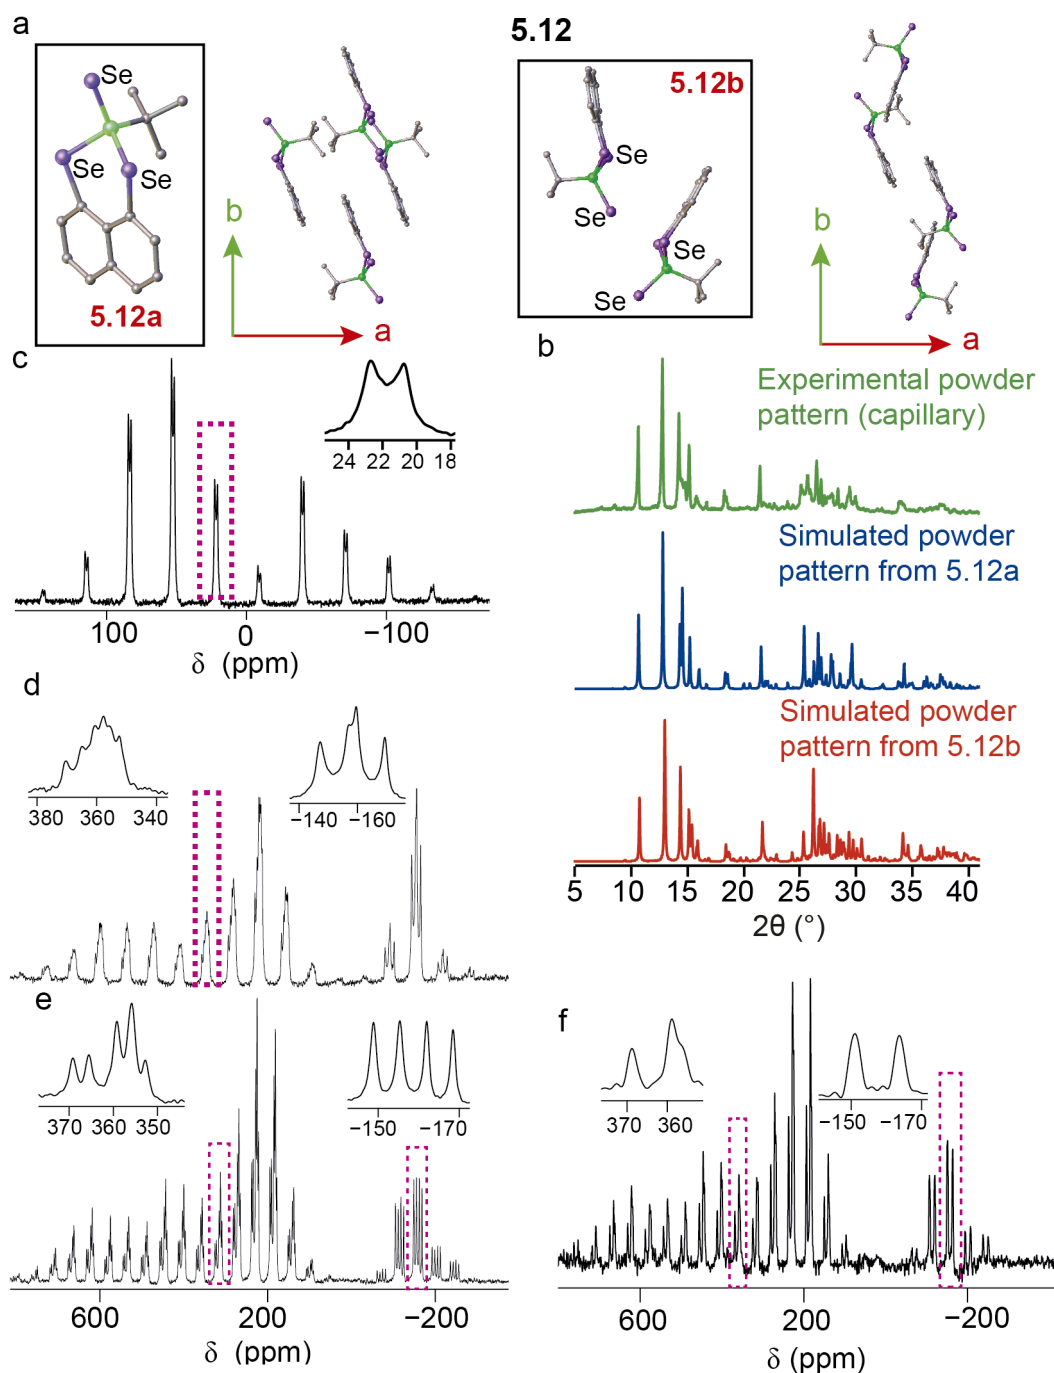 a
5.12
Se
Se
Se
5.12a
b
a
5.12b
Se
Se
Se
Se
b
a
c
24 22 20 18
100 0 −100
δ (ppm)
b
Experimental powder
pattern (capillary)
Simulated powder
pattern from 5.12a
Simulated powder
pattern from 5.12b
5 10 15 20 25 30 35 40
2θ (°)
d
380 360 340
−140 −160
e
370 360 350
−150 −170
600 200 −200
δ (ppm)
f
370 360
−150 −170
600 200 −200
δ (ppm)